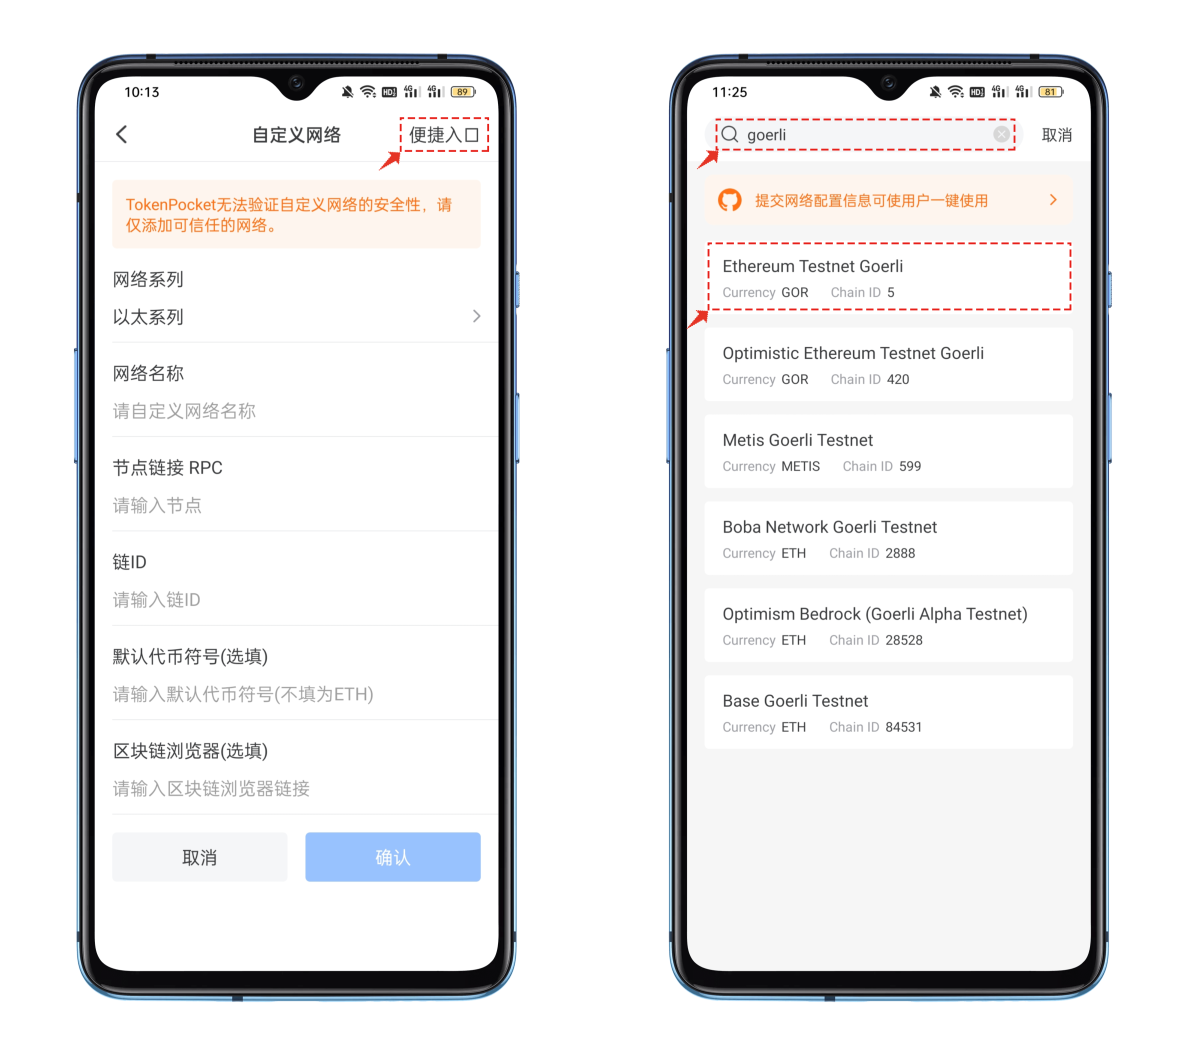 10:13
HD
4G
4G
89
自定义网络
便捷入口
TokenPocket无法验证自定义网络的安全性，请
仅添加可信任的网络。
网络系列
以太系列
网络名称
请自定义网络名称
节点链接 RPC
请输入节点
链ID
请输入链ID
默认代币符号(选填)
请输入默认代币符号(不填为ETH)
区块链浏览器(选填)
请输入区块链浏览器链接
取消
确认
11:25
HD
4G
4G
81
goerli
取消
提交网络配置信息可使用户一键使用
Ethereum Testnet Goerli
Currency GOR Chain ID 5
Optimistic Ethereum Testnet Goerli
Currency GOR Chain ID 420
Metis Goerli Testnet
Currency METIS Chain ID 599
Boba Network Goerli Testnet
Currency ETH Chain ID 2888
Optimism Bedrock (Goerli Alpha Testnet)
Currency ETH Chain ID 28528
Base Goerli Testnet
Currency ETH Chain ID 84531